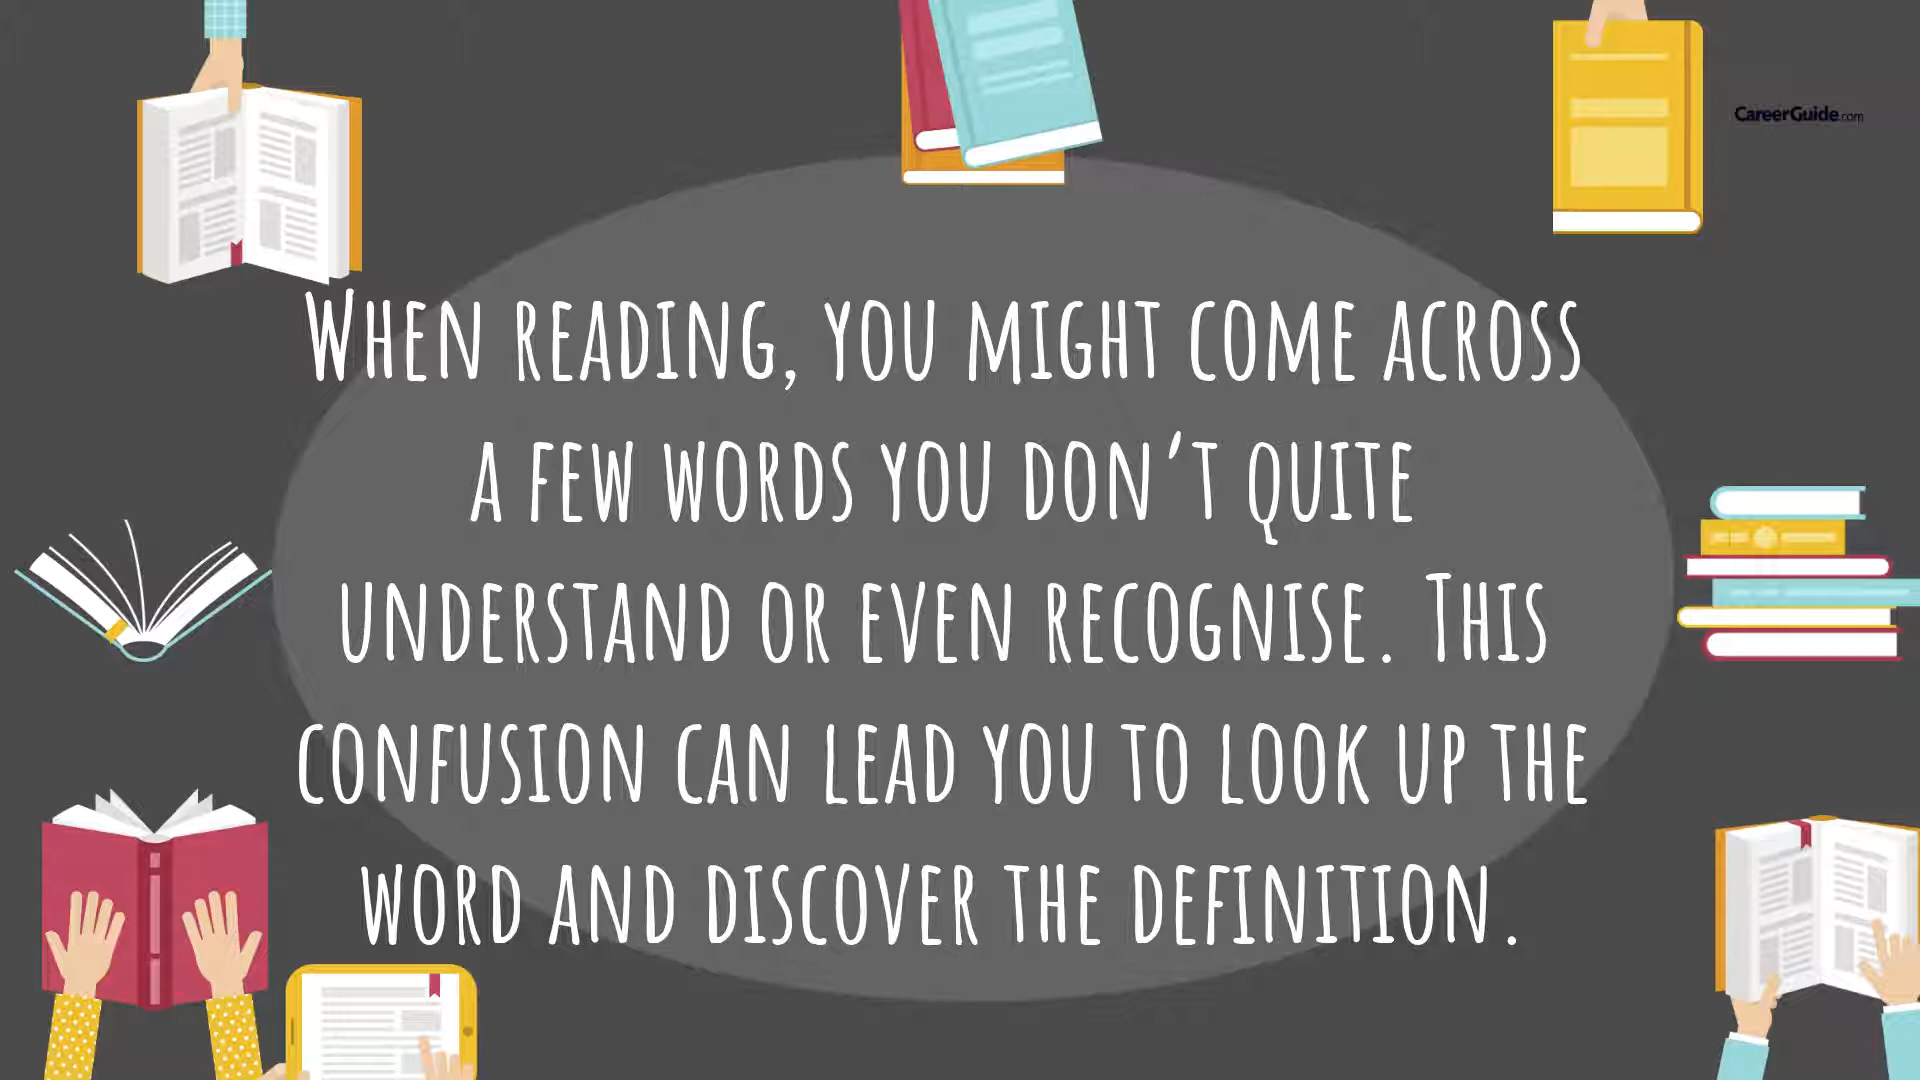 CareerGuide.com
When reading, you might come across
a few words you don't quite
understand or even recognise. This
confusion can lead you to look up the
word and discover the definition.